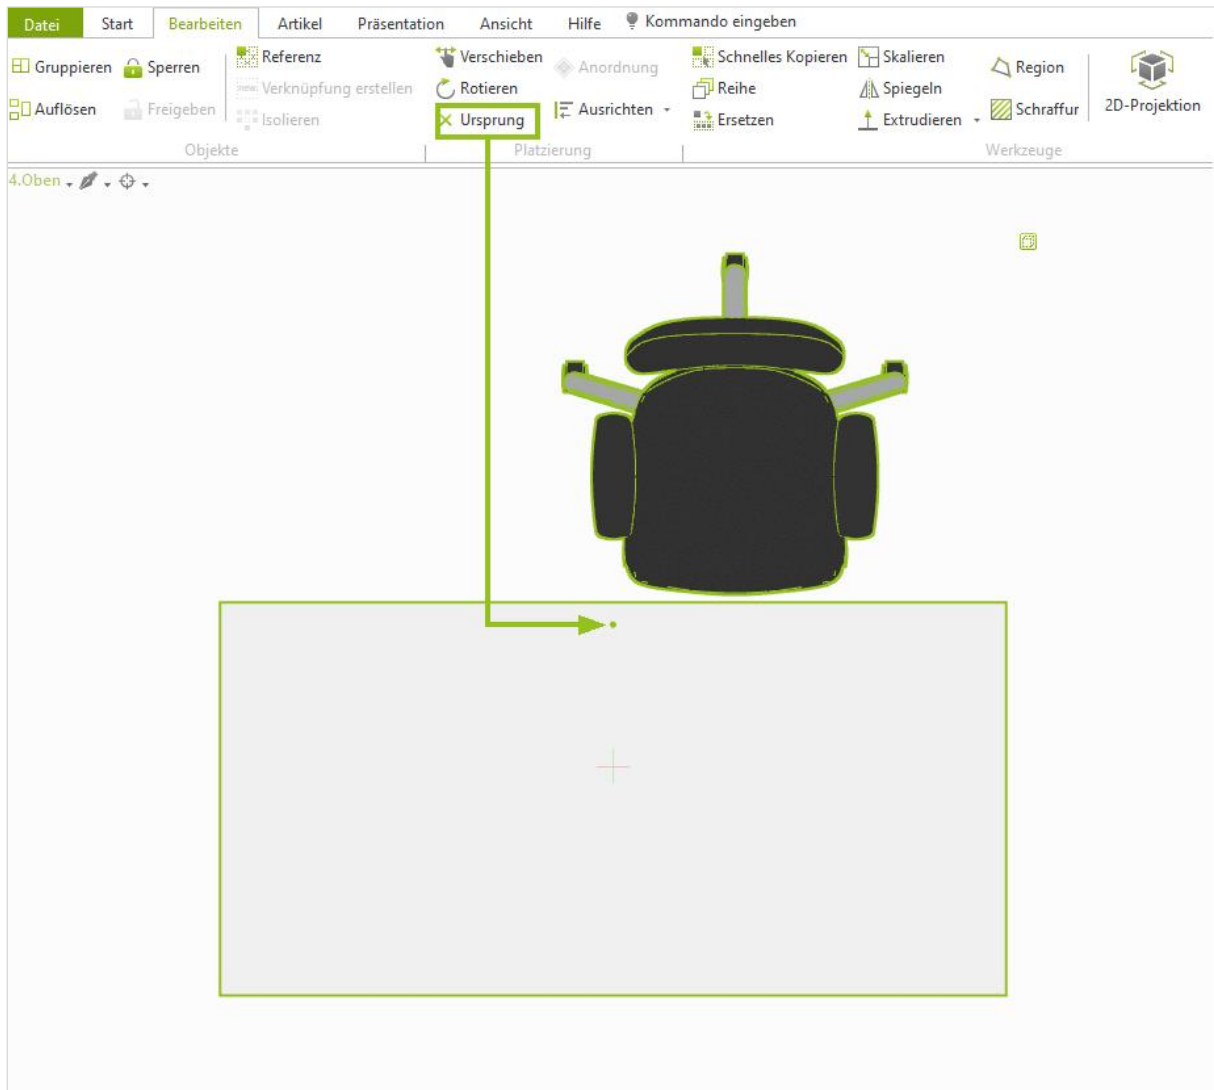 Datei Start Bearbeiten Artikel Präsentation Ansicht Hilfe Kommando eingeben
Gruppieren Sperren Referenz Verschieben Anordnung Schnelles Kopieren Skalieren Region 2D-Projektion
Verknüpfung erstellen Rotieren Reihe Spiegeln
Auflösen Freigeben Isolieren Ursprung Ausrichten Ersetzen Extrudieren Schraffur
Objekte Platzierung Werkzeuge
4.Oben